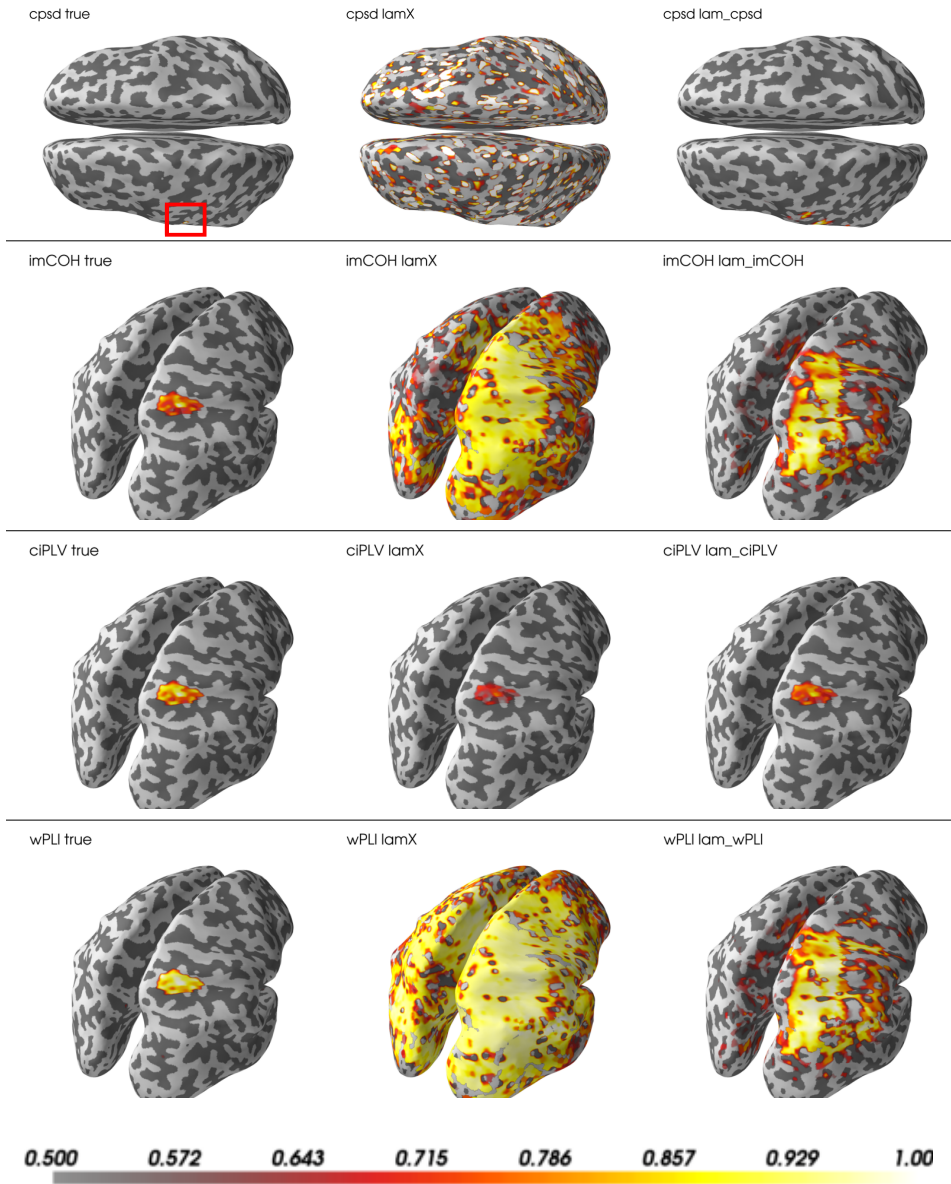 cpsd true
cpsd lamX
cpsd lam_cpsd
imCOH true
imCOH lamX
imCOH lam_imCOH
ciPLV true
ciPLV lamX
ciPLV lam_ciPLV
wPLI true
wPLI lamX
wPLI lam_wPLI
0.500 0.572 0.643 0.715 0.786 0.857 0.929 1.00